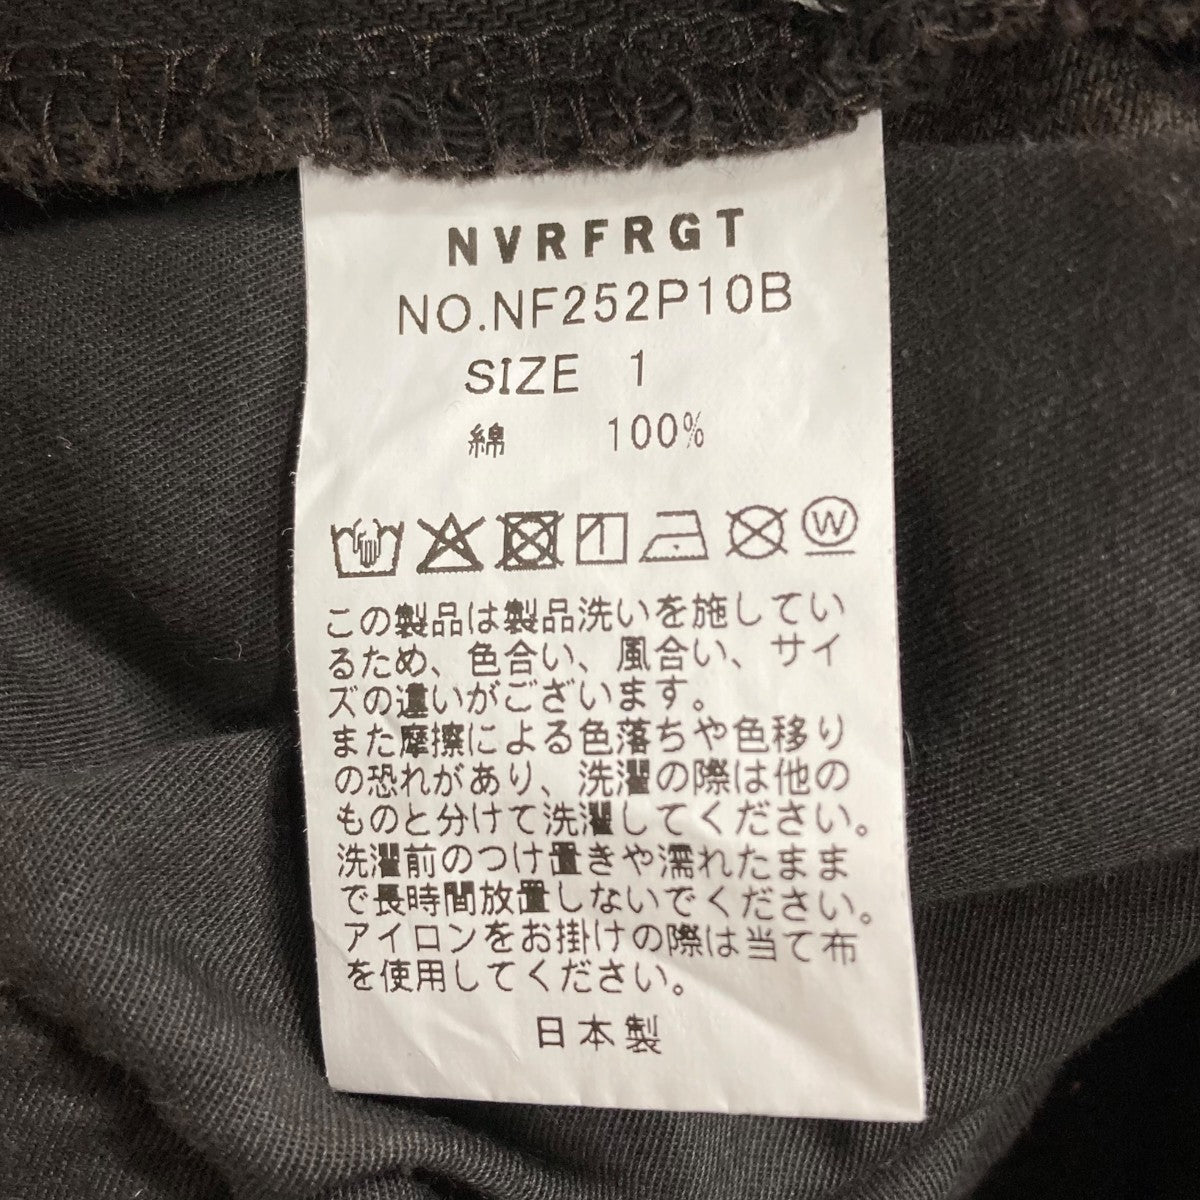 NVRFRGT
NO.NF252P10B
SIZE 1
綿 100%
W
この製品は製品洗いを施してい
るため、色合い、風合い、サイ
ズの違いがございます。
また摩擦による色落ちや色移り
の恐れがあり、洗濯の際は他の
ものと分けて洗濯してください。
洗濯前のつけ置きや濡れたまま
で長時間放置しないでください。
アイロンをお掛けの際は当て布
を使用してください。
日本製